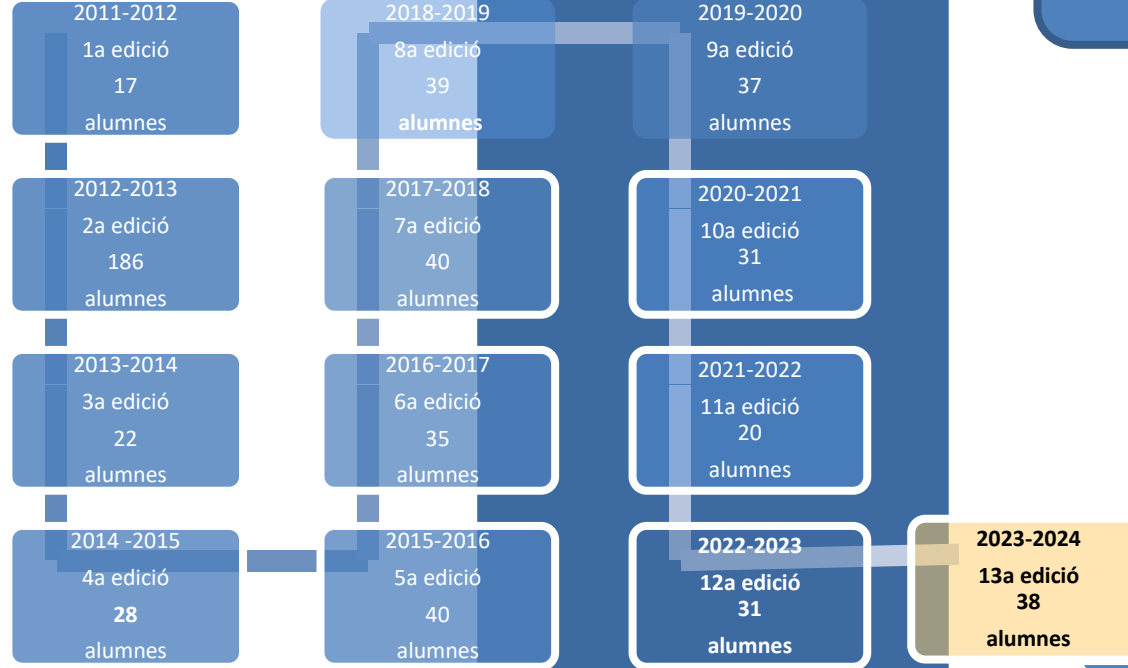 2011-2012
1a edició
17
alumnes
2012-2013
2a edició
186
alumnes
2013-2014
3a edició
22
alumnes
2014 -2015
4a edició
28
alumnes
2015-2016
5a edició
40
alumnes
2016-2017
6a edició
35
alumnes
2017-2018
7a edició
40
alumnes
2018-2019
8a edició
39
alumnes
2019-2020
9a edició
37
alumnes
2020-2021
10a edició
31
alumnes
2021-2022
11a edició
20
alumnes
2022-2023
12a edició
31
alumnes
2023-2024
13a edició
38
alumnes